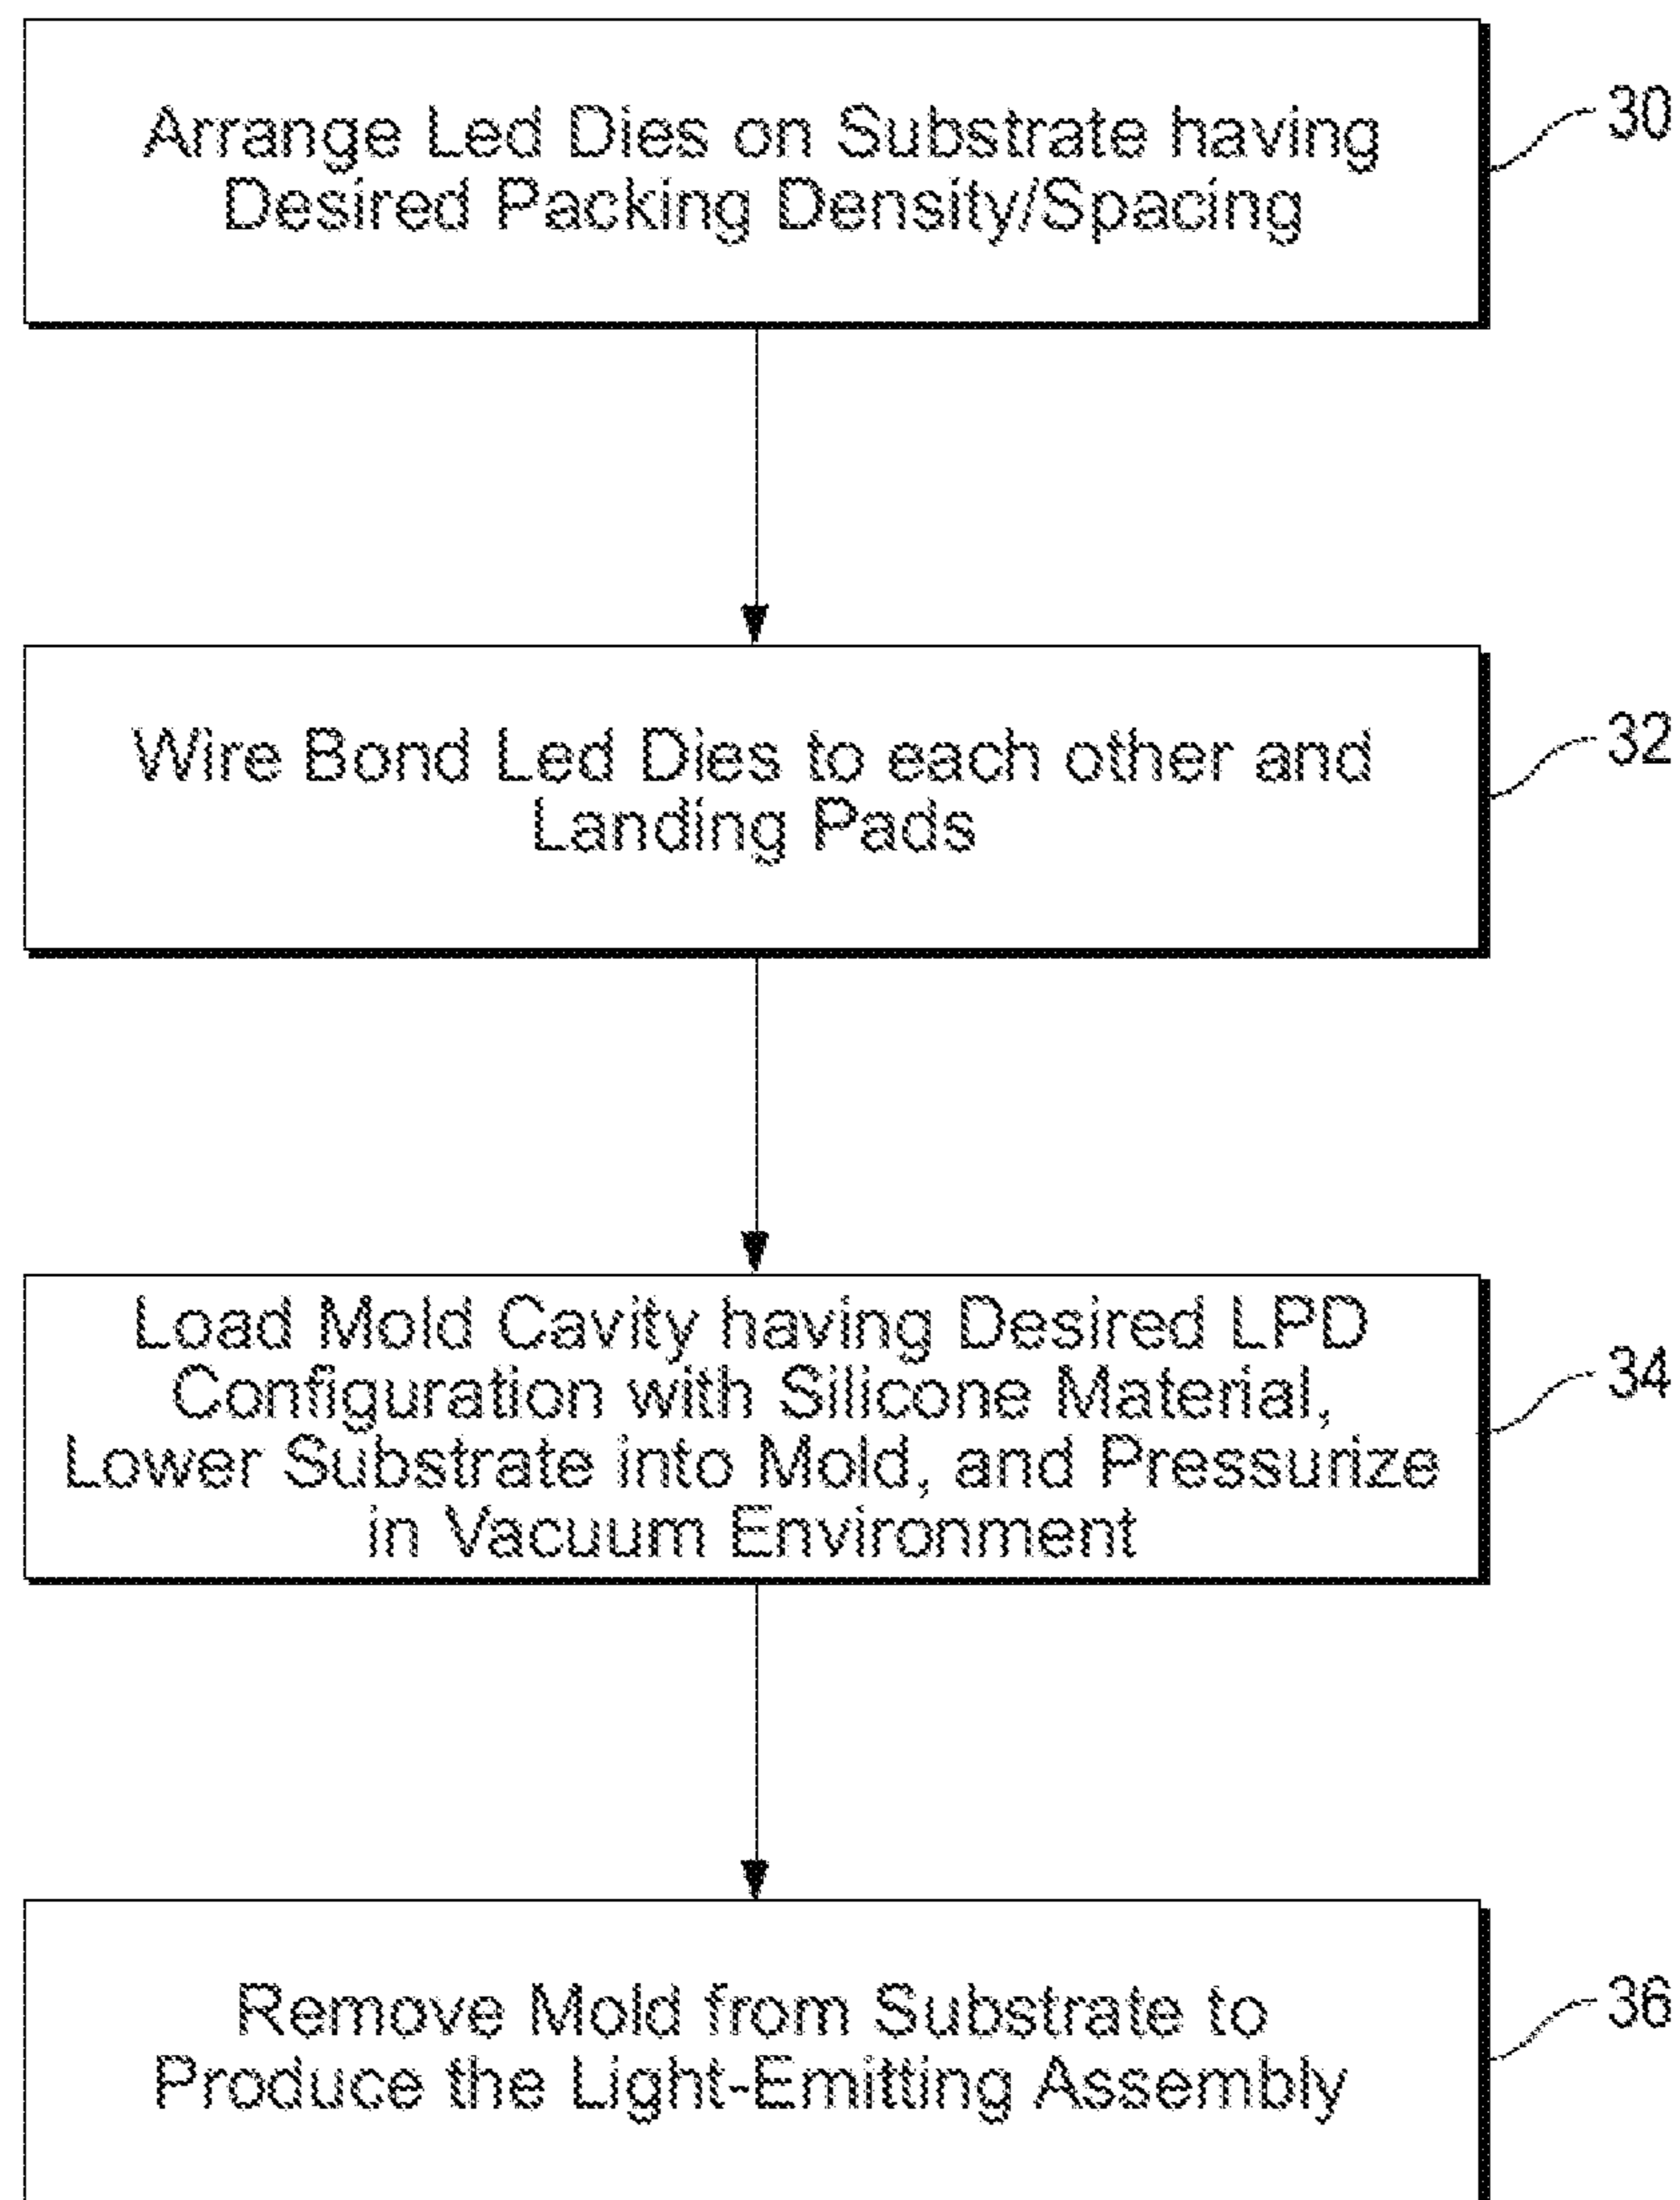 Arrange Led Dies on Substrate having
Desired Packing Density/Spacing
30
Wire Bond Led Dies to each other and
Landing Pads
32
Load Mold Cavity having Desired LPD
Configuration with Silicone Material,
Lower Substrate into Mold, and Pressurize
in Vacuum Environment
34
Remove Mold from Substrate to
Produce the Light-Emitting Assembly
36